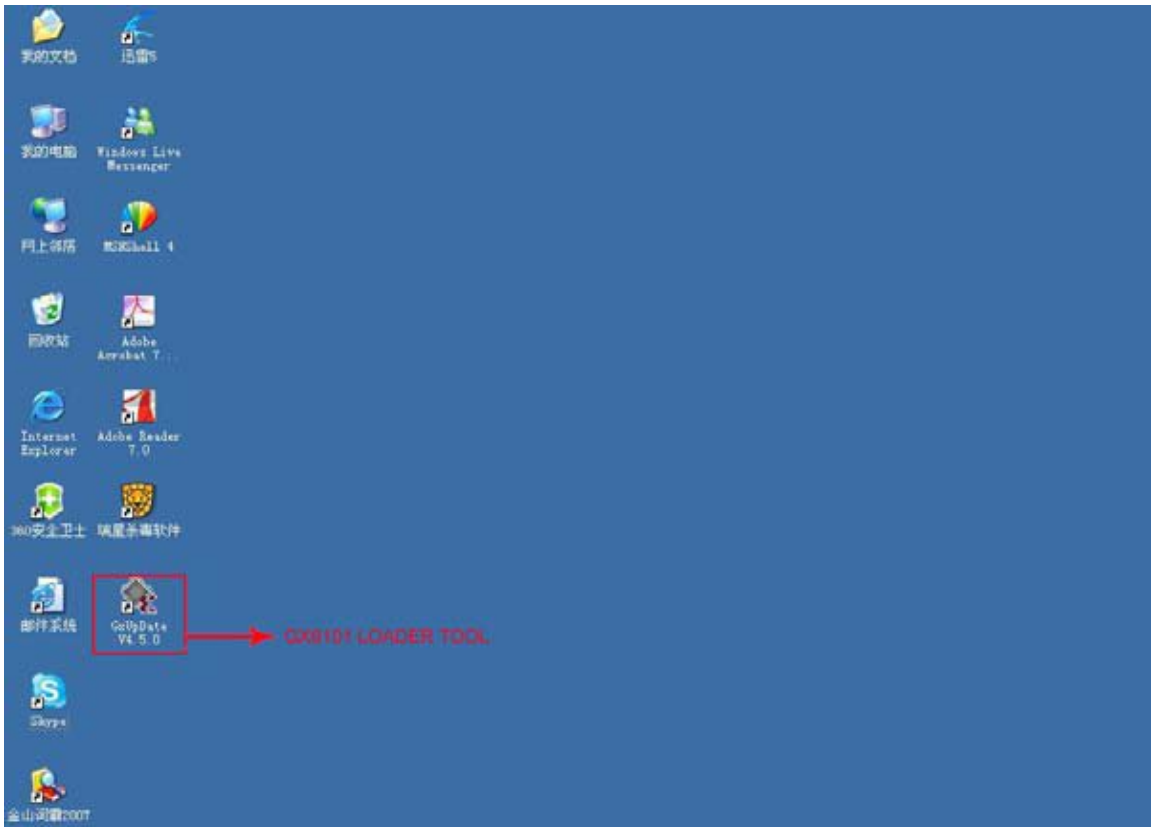 我的文档
迅雷5
我的电脑
Windows Live
Messenger
网上邻居
MSNShell 4
回收站
Adobe
Acrobat 7...
Internet
Explorer
Adobe Reader
7.0
360安全卫士
瑞星杀毒软件
邮件系统
GxUpDate
V4.5.0
LOADER TOOL
Skype
金山词霸2007